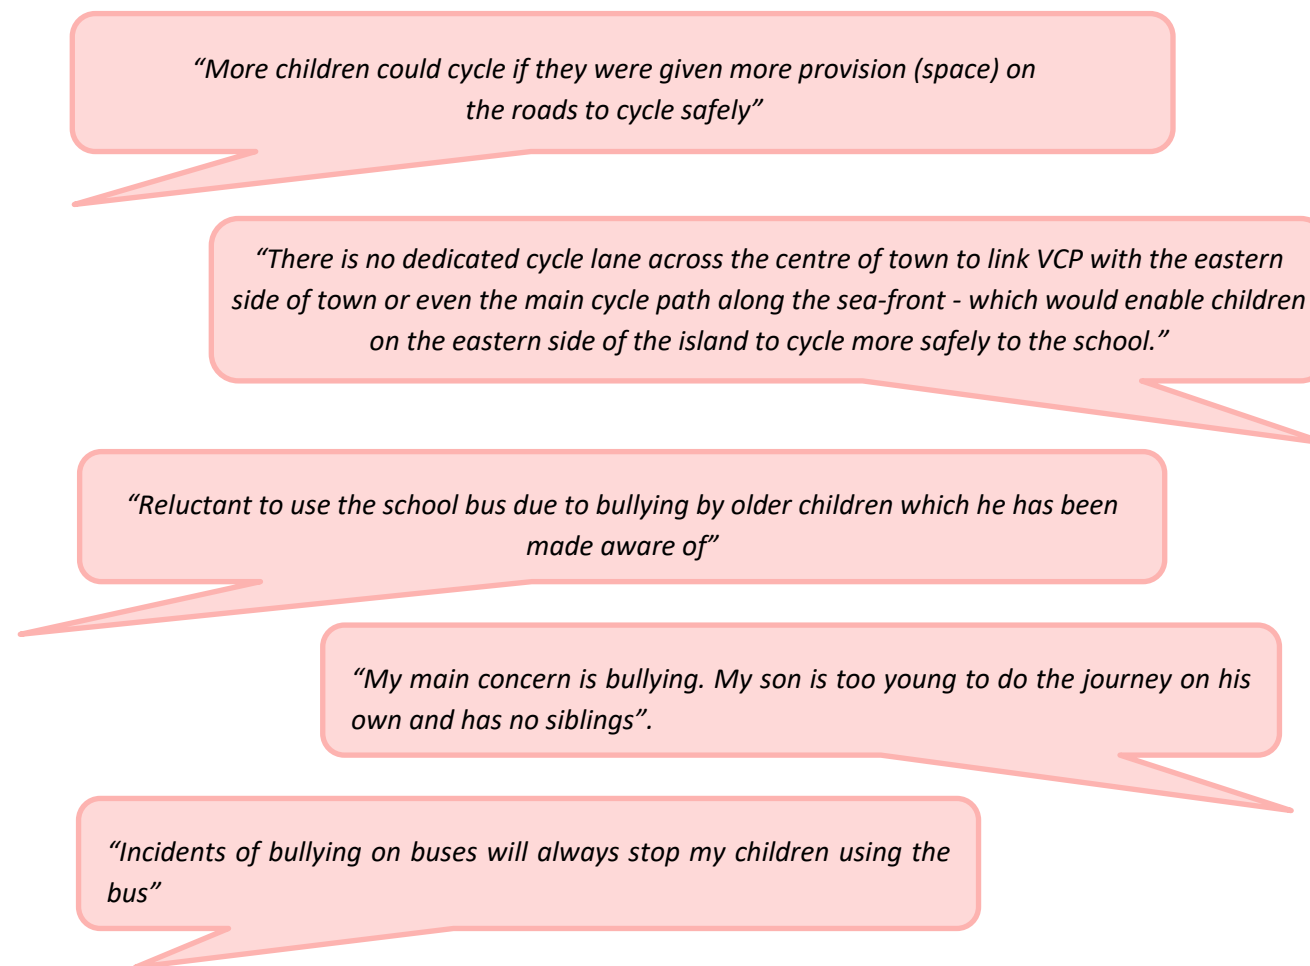 “More children could cycle if they were given more provision (space) on
the roads to cycle safely”
“There is no dedicated cycle lane across the centre of town to link VCP with the eastern
side of town or even the main cycle path along the sea-front - which would enable children
on the eastern side of the island to cycle more safely to the school.”
“Reluctant to use the school bus due to bullying by older children which he has been
made aware of”
“My main concern is bullying. My son is too young to do the journey on his
own and has no siblings”.
“Incidents of bullying on buses will always stop my children using the
bus”